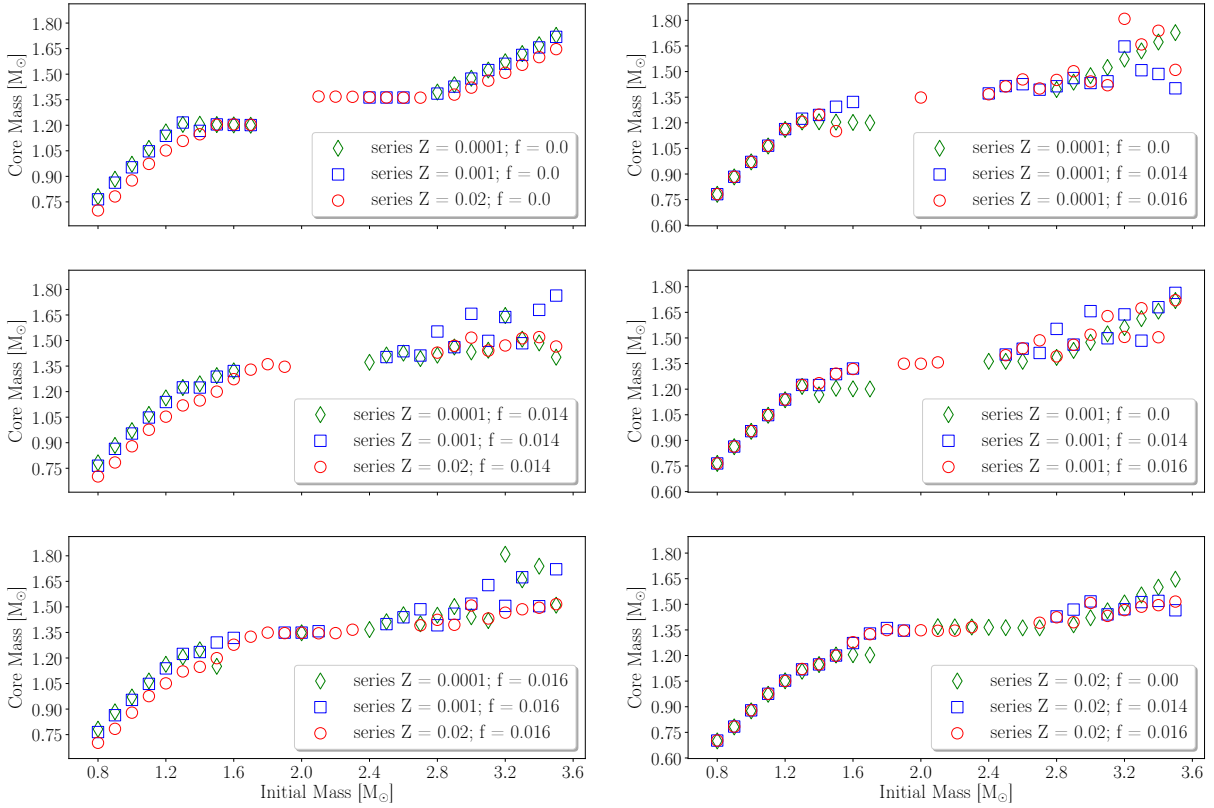 1.80
1.65
1.50
1.35
1.20
1.05
0.90
0.75
Core Mass [M⊙]
series Z = 0.0001; f = 0.0
series Z = 0.001; f = 0.0
series Z = 0.02; f = 0.0
1.80
1.65
1.50
1.35
1.20
1.05
0.90
0.75
0.60
Core Mass [M⊙]
series Z = 0.0001; f = 0.0
series Z = 0.0001; f = 0.014
series Z = 0.0001; f = 0.016
1.80
1.65
1.50
1.35
1.20
1.05
0.90
0.75
Core Mass [M⊙]
series Z = 0.0001; f = 0.014
series Z = 0.001; f = 0.014
series Z = 0.02; f = 0.014
1.80
1.65
1.50
1.35
1.20
1.05
0.90
0.75
0.60
Core Mass [M⊙]
series Z = 0.001; f = 0.0
series Z = 0.001; f = 0.014
series Z = 0.001; f = 0.016
1.80
1.65
1.50
1.35
1.20
1.05
0.90
0.75
Core Mass [M⊙]
series Z = 0.0001; f = 0.016
series Z = 0.001; f = 0.016
series Z = 0.02; f = 0.016
0.8 1.2 1.6 2.0 2.4 2.8 3.2 3.6
Initial Mass [M⊙]
1.80
1.65
1.50
1.35
1.20
1.05
0.90
0.75
0.60
Core Mass [M⊙]
series Z = 0.02; f = 0.00
series Z = 0.02; f = 0.014
series Z = 0.02; f = 0.016
0.8 1.2 1.6 2.0 2.4 2.8 3.2 3.6
Initial Mass [M⊙]